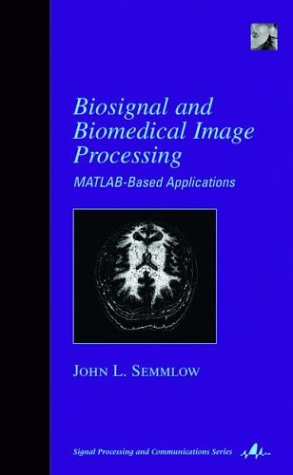 Biosignal and
Biomedical Image
Processing
MATLAB-Based Applications
JOHN L. SEMMLOW
Signal Processing and Communications Series